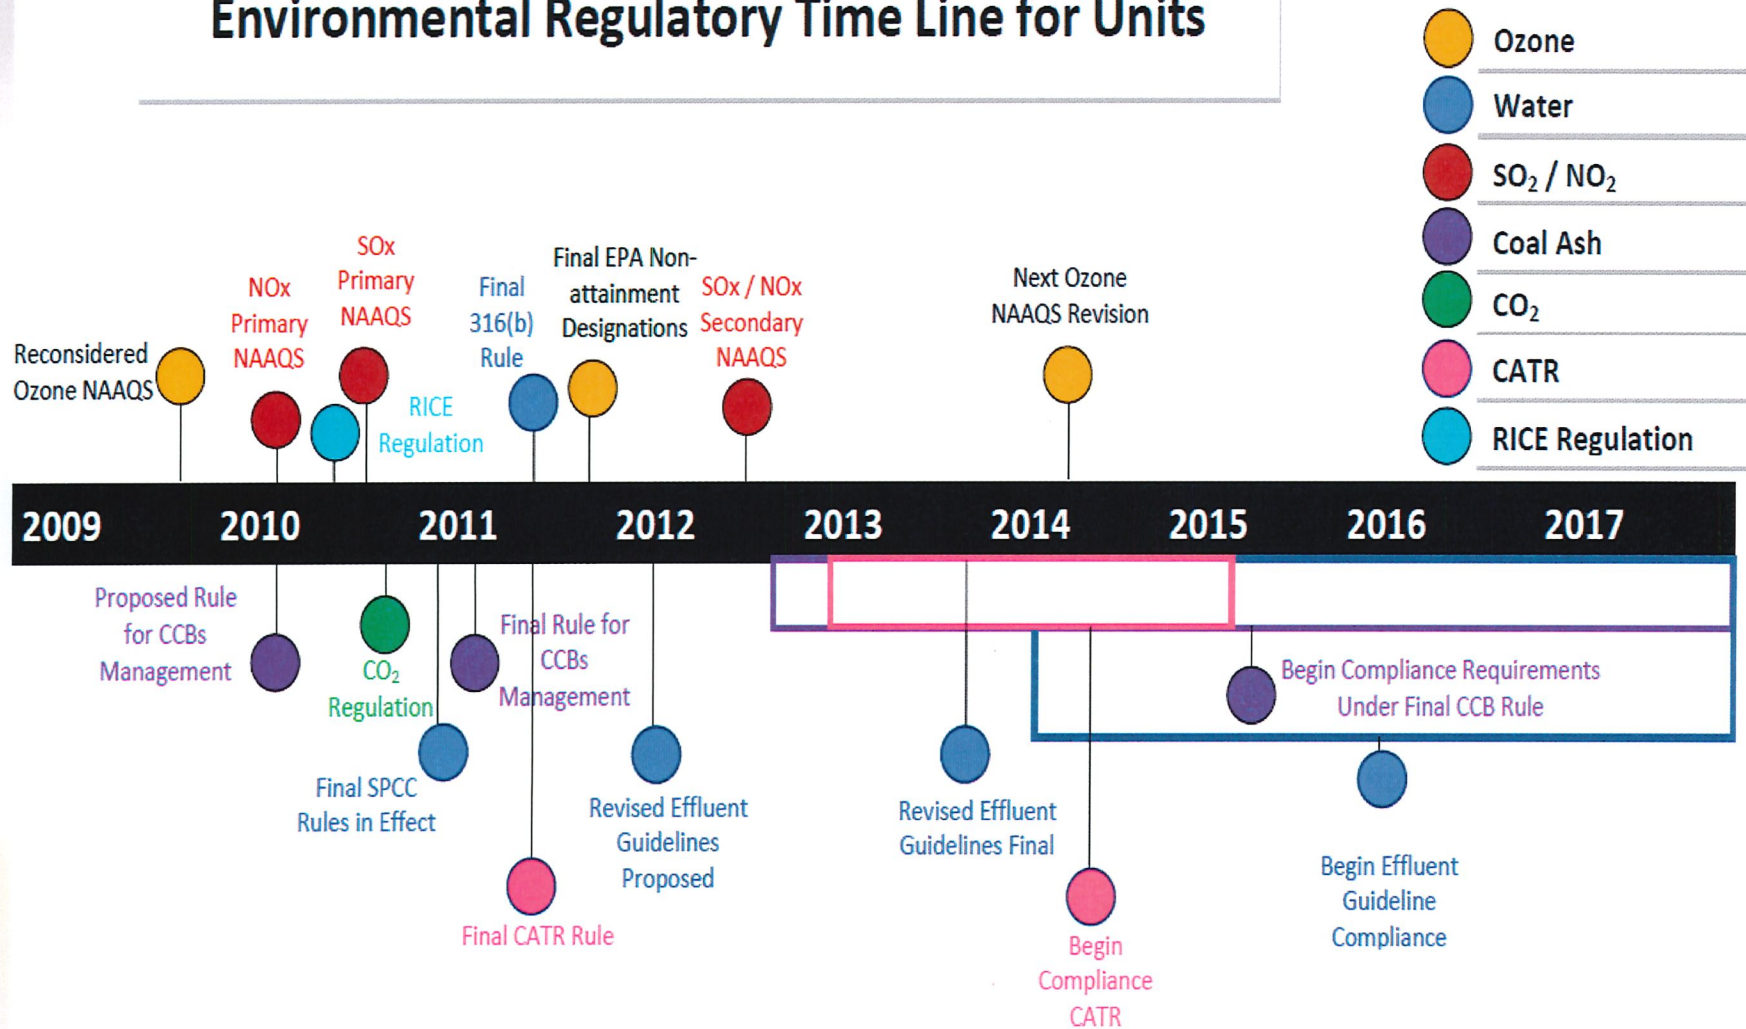 Environmental Regulatory Time Line for Units
Ozone
Water
SO₂ / NO₂
Coal Ash
CO₂
CATR
RICE Regulation
Reconsidered
Ozone NAAQS
NOx
Primary
NAAQS
SOx
Primary
NAAQS
RICE
Regulation
Final
316(b)
Rule
Final EPA Non-
attainment
Designations
SOx / NOx
Secondary
NAAQS
Next Ozone
NAAQS Revision
2009 2010 2011 2012 2013 2014 2015 2016 2017
Proposed Rule
for CCBs
Management
CO₂
Regulation
Final SPCC
Rules in Effect
Final Rule for
CCBs
Management
Final CATR Rule
Revised Effluent
Guidelines
Proposed
Revised Effluent
Guidelines Final
Begin
Compliance
CATR
Begin Compliance Requirements
Under Final CCB Rule
Begin Effluent
Guideline
Compliance